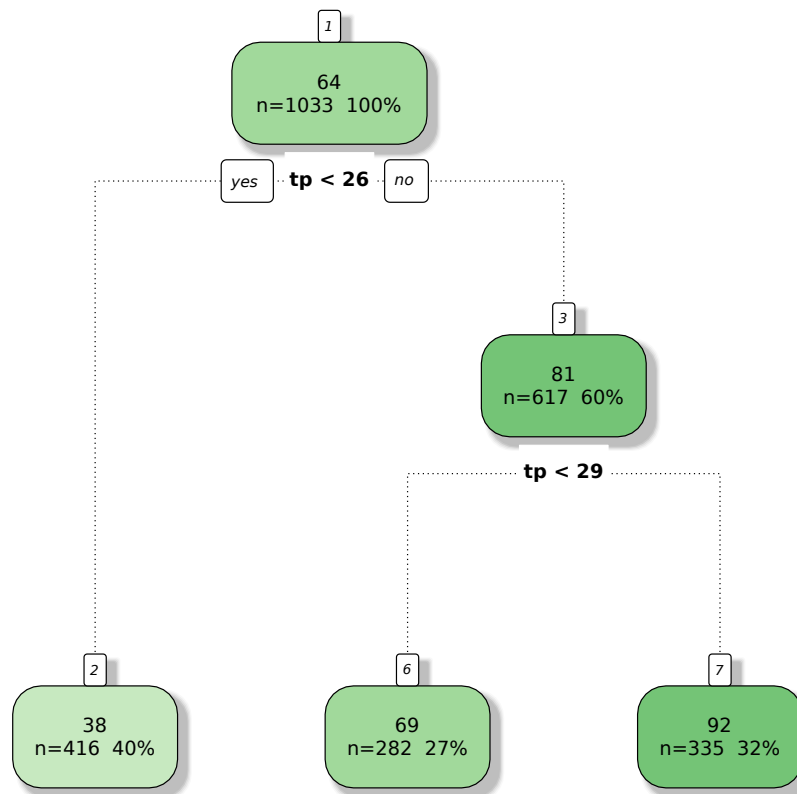 1
64
n=1033 100%
yes tp < 26 no
3
81
n=617 60%
tp < 29
2 6 7
38 69 92
n=416 40% n=282 27% n=335 32%